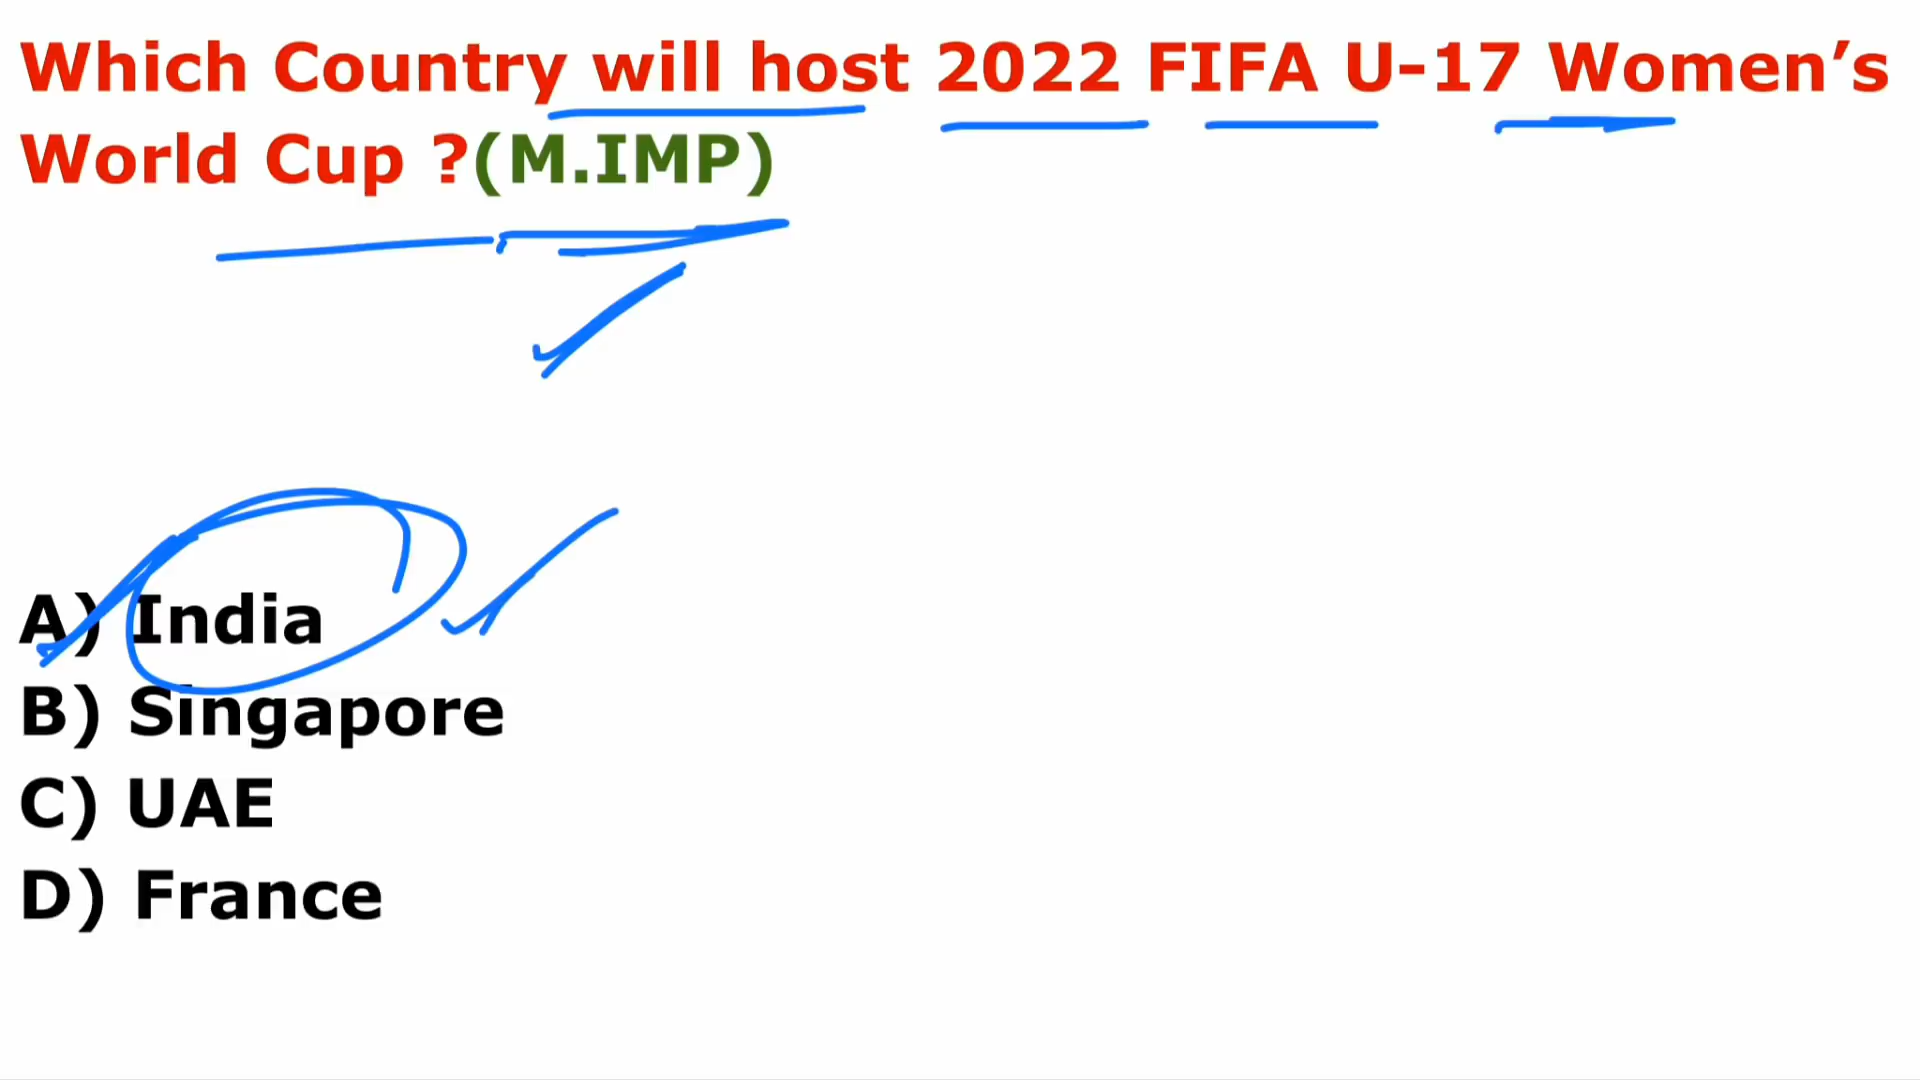 Which Country will host 2022 FIFA U-17 Women’s
World Cup ?(M.IMP)
A) India
B) Singapore
C) UAE
D) France